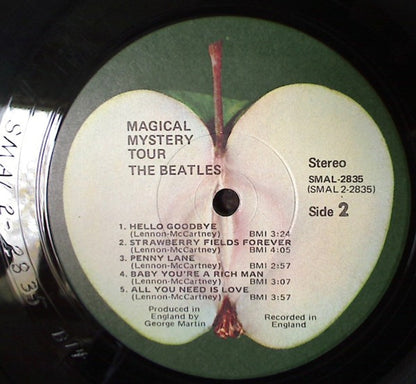 MAGICAL
MYSTERY
TOUR
THE BEATLES
Stereo
SMAL-2835
(SMAL 2-2835)
Side 2
1. HELLO GOODBYE
(Lennon-McCartney) BMI 3:24
2. STRAWBERRY FIELDS FOREVER
(Lennon-McCartney) BMI 4:05
3. PENNY LANE
(Lennon-McCartney) BMI 2:57
4. BABY YOU'RE A RICH MAN
(Lennon-McCartney) BMI 3:07
5. ALL YOU NEED IS LOVE
(Lennon-McCartney) BMI 3:57
Produced in
England by
George Martin
Recorded in
England
SMAL 2-2835